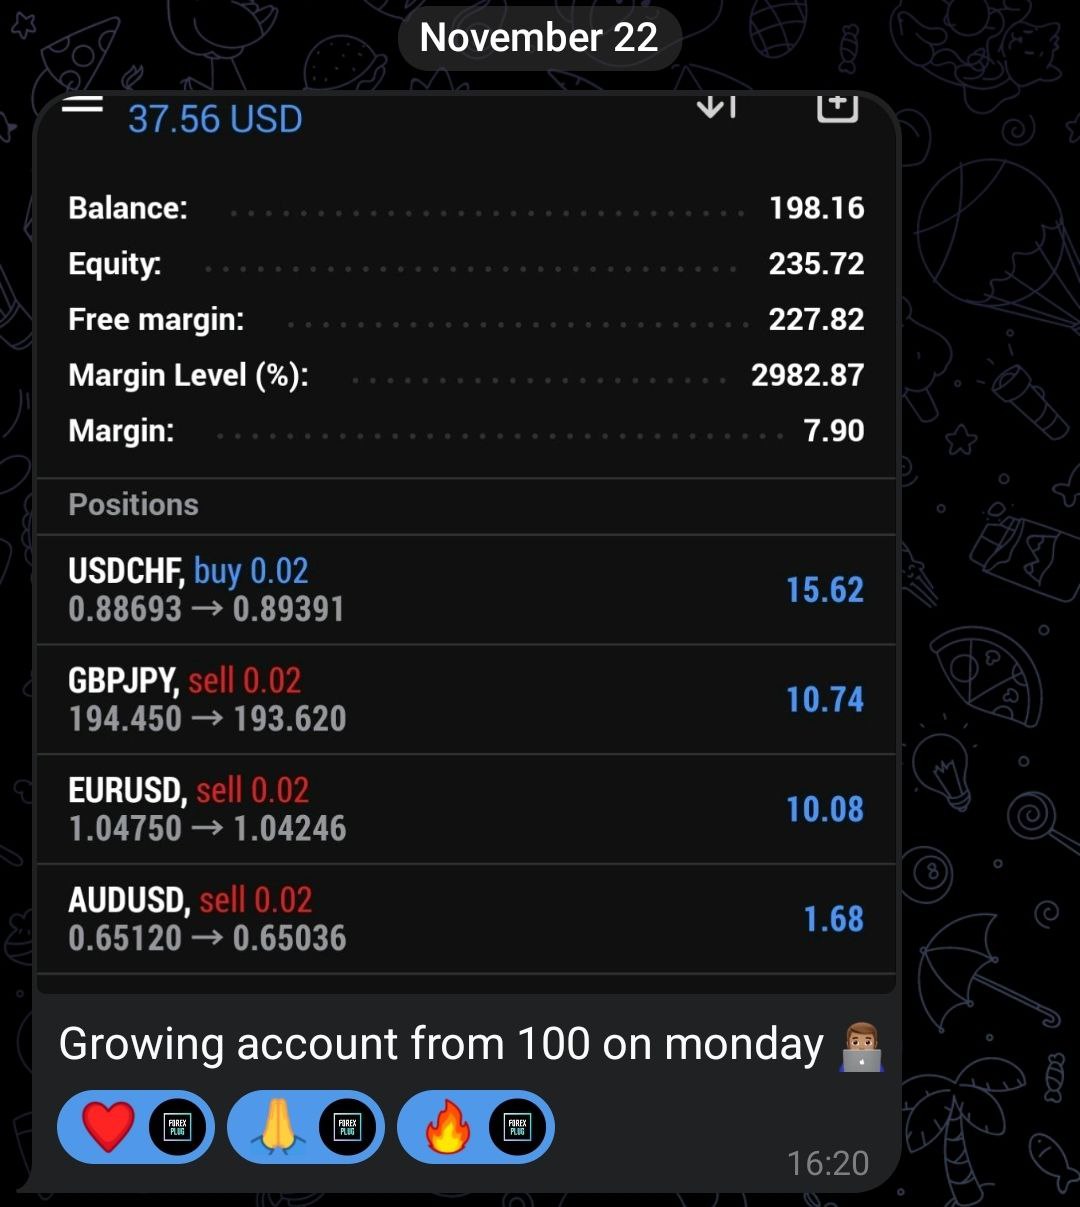 November 22
37.56 USD
Balance: 198.16
Equity: 235.72
Free margin: 227.82
Margin Level (%): 2982.87
Margin: 7.90
Positions
USDCHF, buy 0.02
0.88693 → 0.89391
15.62
GBPJPY, sell 0.02
194.450 → 193.620
10.74
EURUSD, sell 0.02
1.04750 → 1.04246
10.08
AUDUSD, sell 0.02
0.65120 → 0.65036
1.68
Growing account from 100 on monday 👨🏽‍💻
FOREX
PLUG
FOREX
PLUG
FOREX
PLUG
16:20